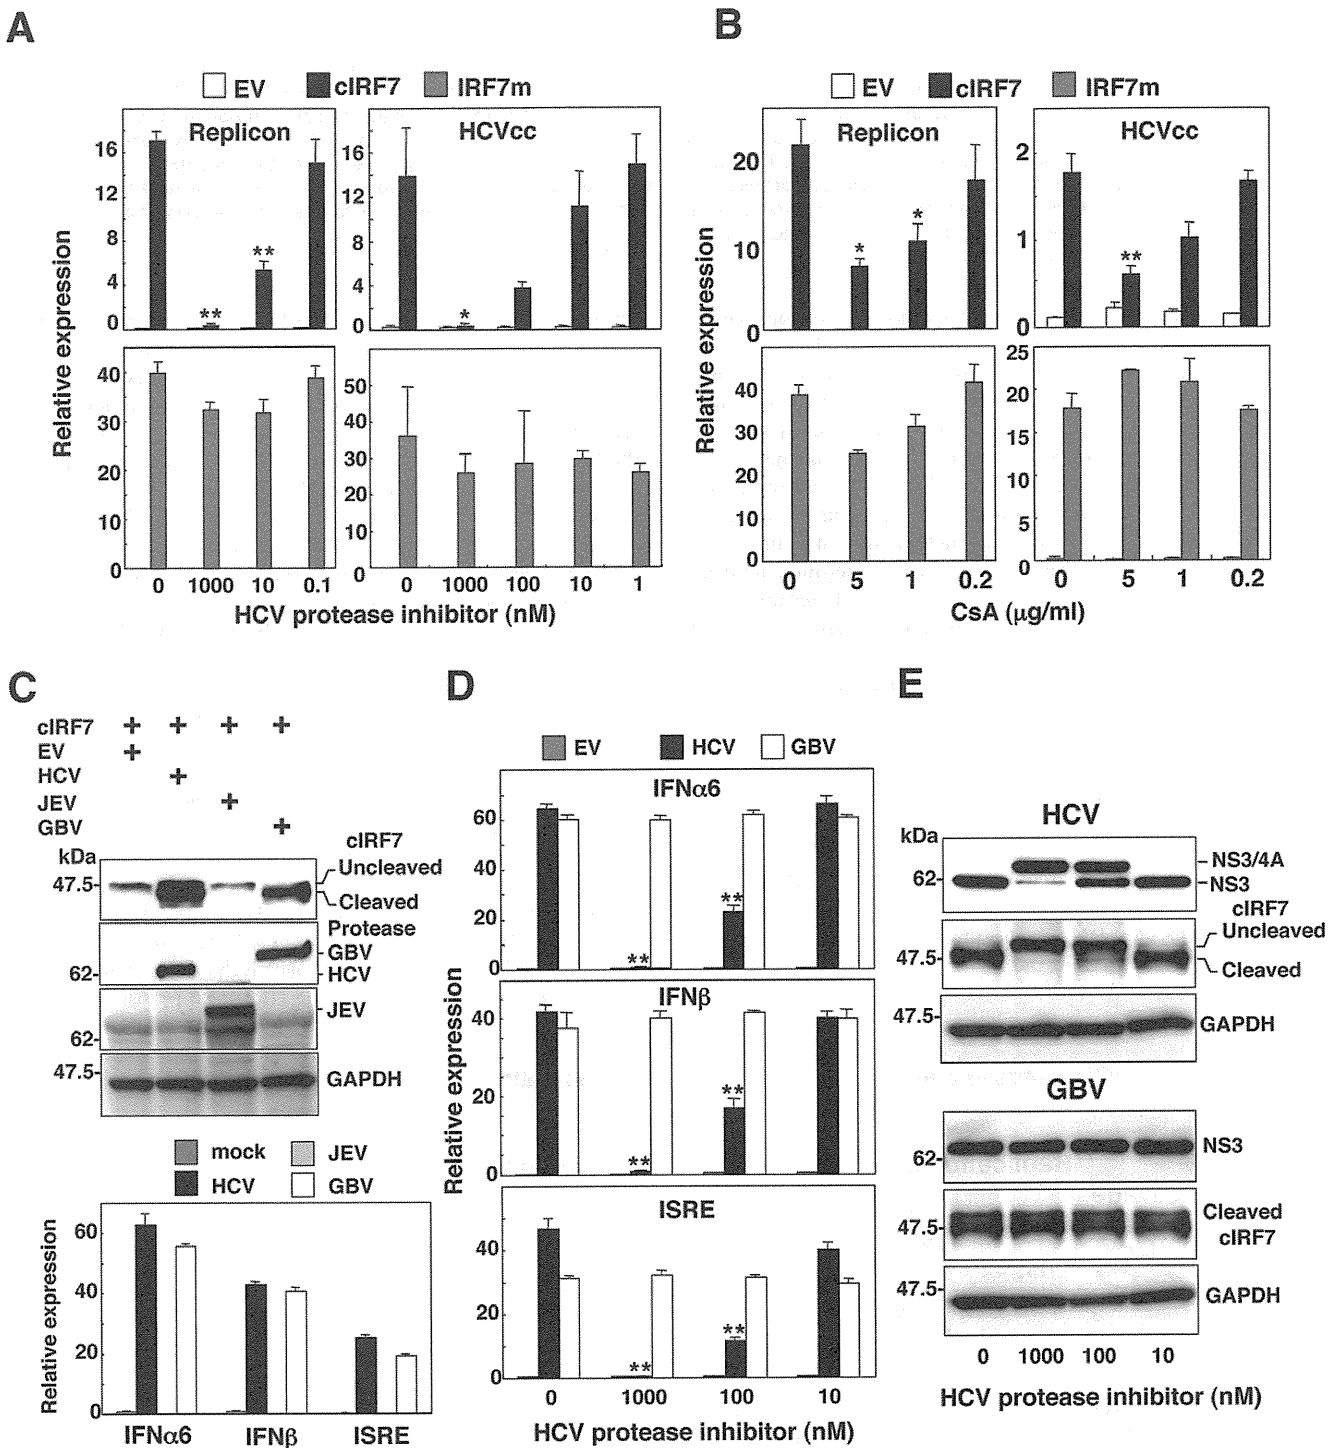 A
EV cIRF7 IRF7m
Replicon HCVcc
16 16
12 12
8 8
4 4
0 0
Relative expression
** ** *
40 50
30 30
20 20
10 10
0 0
0 1000 10 0.1 0 1000 100 10 1
HCV protease inhibitor (nM)
B
EV cIRF7 IRF7m
Replicon HCVcc
20 2
10 1
0 0
Relative expression
* * **
40 25
30 20
20 15
10 10
0 5
0
0 5 1 0.2 0 5 1 0.2
CsA (μg/ml)
C
cIRF7 + + + +
EV +
HCV +
JEV +
GBV +
cIRF7
kDa
Uncleaved
47.5-
Cleaved
Protease
GBV
62- HCV
JEV
62-
47.5-
GAPDH
mock JEV
HCV GBV
Relative expression
60
40
20
0
IFNα6 IFNβ ISRE
D
EV HCV GBV
IFNα6
60
40
20
0
** **
IFNβ
40
20
0
** **
Relative expression
ISRE
40
20
0
** **
0 1000 100 10
HCV protease inhibitor (nM)
E
HCV
kDa
NS3/4A
62- NS3
cIRF7
Uncleaved
47.5-
Cleaved
47.5-
GAPDH
GBV
NS3
62-
Cleaved
47.5- cIRF7
47.5-
GAPDH
0 1000 100 10
HCV protease inhibitor (nM)